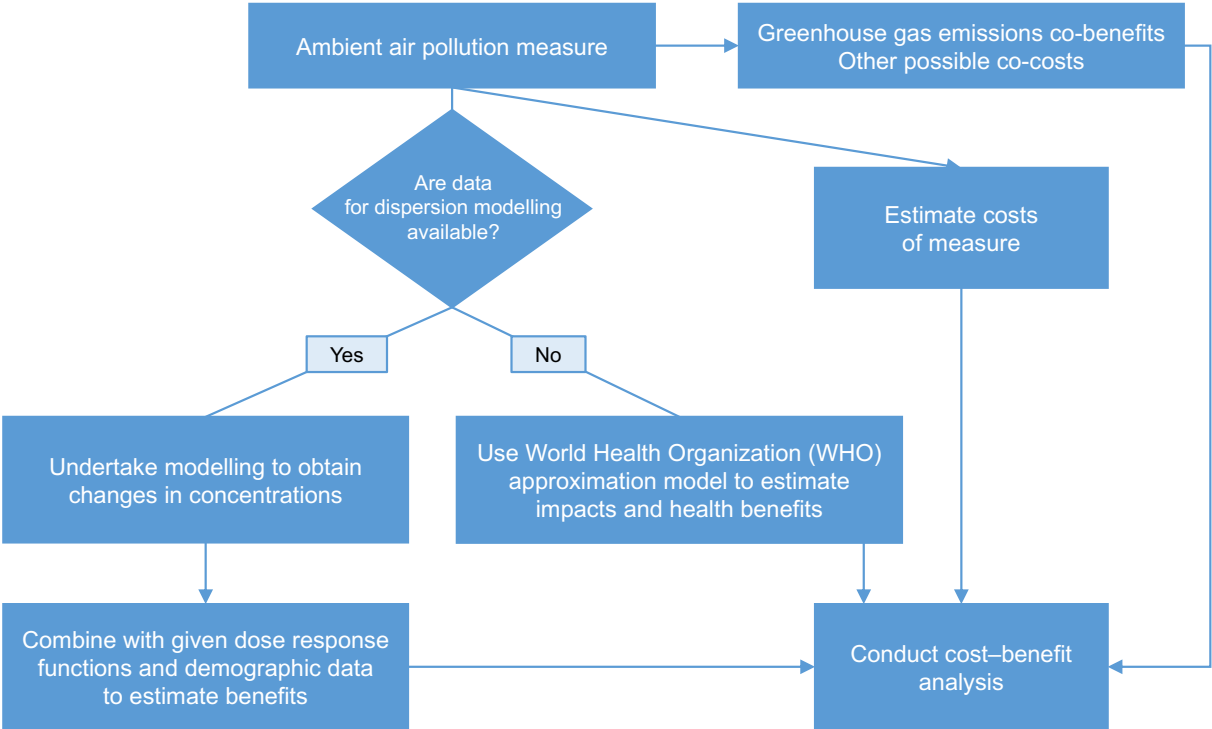 Ambient air pollution measure
Greenhouse gas emissions co-benefits
Other possible co-costs
Are data
for dispersion modelling
available?
Estimate costs
of measure
Yes
No
Undertake modelling to obtain
changes in concentrations
Use World Health Organization (WHO)
approximation model to estimate
impacts and health benefits
Combine with given dose response
functions and demographic data
to estimate benefits
Conduct cost–benefit
analysis